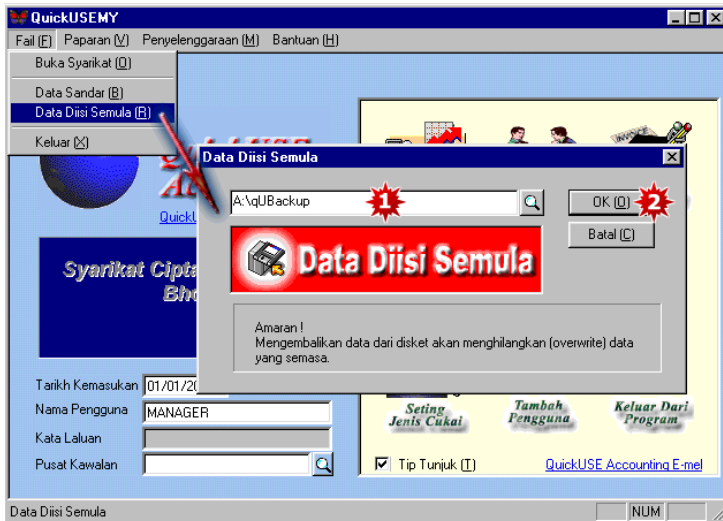 QuickUSEMY
Fail (F) Paparan (V) Penyelenggaraan (M) Bantuan (H)
Buka Syarikat (O)
Data Sandar (B)
Data Diisi Semula (R)
Keluar (X)
QuickU
Data Diisi Semula
A:\qUBackup
1
OK (O)
2
Batal (C)
Data Diisi Semula
Amaran !
Mengembalikan data dari disket akan menghilangkan (overwrite) data
yang semasa.
INVOICE
Syarikat Cipta
Tarikh Kemasukan 01/01/20
Nama Pengguna MANAGER
Kata Laluan
Pusat Kawalan
Seting
Jenis Cukai
Tambah
Pengguna
Keluar Dari
Program
Tip Tunjuk (T)
QuickUSE Accounting E-mel
Data Diisi Semula
NUM